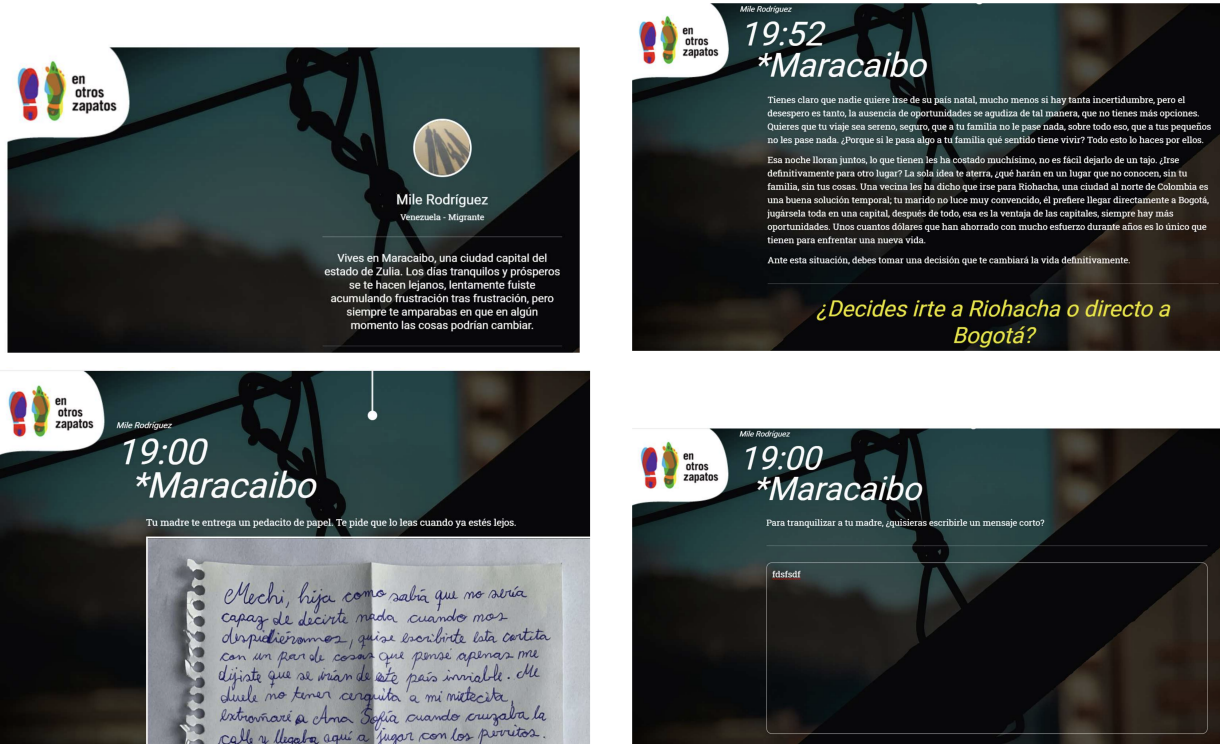 en
otros
zapatos
Mile Rodríguez
Venezuela - Migrante
Vives en Maracaibo, una ciudad capital del
estado de Zulia. Los días tranquilos y prósperos
se te hacen lejanos, lentamente fuiste
acumulando frustración tras frustración, pero
siempre te amparabas en que en algún
momento las cosas podrían cambiar.
en
otros
zapatos
Mile Rodríguez
19:52
*Maracaibo
Tienes claro que nadie quiere irse de su país natal, mucho menos si hay tanta incertidumbre, pero el
desespero es tanto, la ausencia de oportunidades se agudiza de tal manera, que no tienes más opciones.
Quieres que tu viaje sea sereno, seguro, que a tu familia no le pase nada, sobre todo eso, que a tus pequeños
no les pase nada. ¿Porque si le pasa algo a tu familia qué sentido tiene vivir? Todo esto lo haces por ellos.
Esa noche lloran juntos, lo que tienen les ha costado muchísimo, no es fácil dejarlo de un tajo. ¿Irse
definitivamente para otro lugar? La sola idea te aterra, ¿qué harán en un lugar que no conocen, sin tu
familia, sin tus cosas. Una vecina les ha dicho que irse para Riohacha, una ciudad al norte de Colombia es
una buena solución temporal; tu marido no luce muy convencido, él prefiere llegar directamente a Bogotá,
jugársela toda en una capital, después de todo, esa es la ventaja de las capitales, siempre hay más
oportunidades. Unos cuantos dólares que han ahorrado con mucho esfuerzo durante años es lo único que
tienen para enfrentar una nueva vida.
Ante esta situación, debes tomar una decisión que te cambiará la vida definitivamente.
¿Decides irte a Riohacha o directo a
Bogotá?
en
otros
zapatos
Mile Rodríguez
19:00
*Maracaibo
Tu madre te entrega un pedacito de papel. Te pide que lo leas cuando ya estés lejos.
Mechi, hija como sabía que no sería
capaz de decirte nada cuando nos
despidiéramos, quise escribirte esta cartita
con un par de cosas que pensé apenas me
dijiste que se irían de este país inviable. Me
duele no tener cerquita a mi nietecita,
extrañaré a Ana Sofía cuando cruzaba la
calle y llegaba aquí a jugar con los perritos.
en
otros
zapatos
Mile Rodríguez
19:00
*Maracaibo
Para tranquilizar a tu madre, ¿quisieras escribirle un mensaje corto?
fdsfsdf